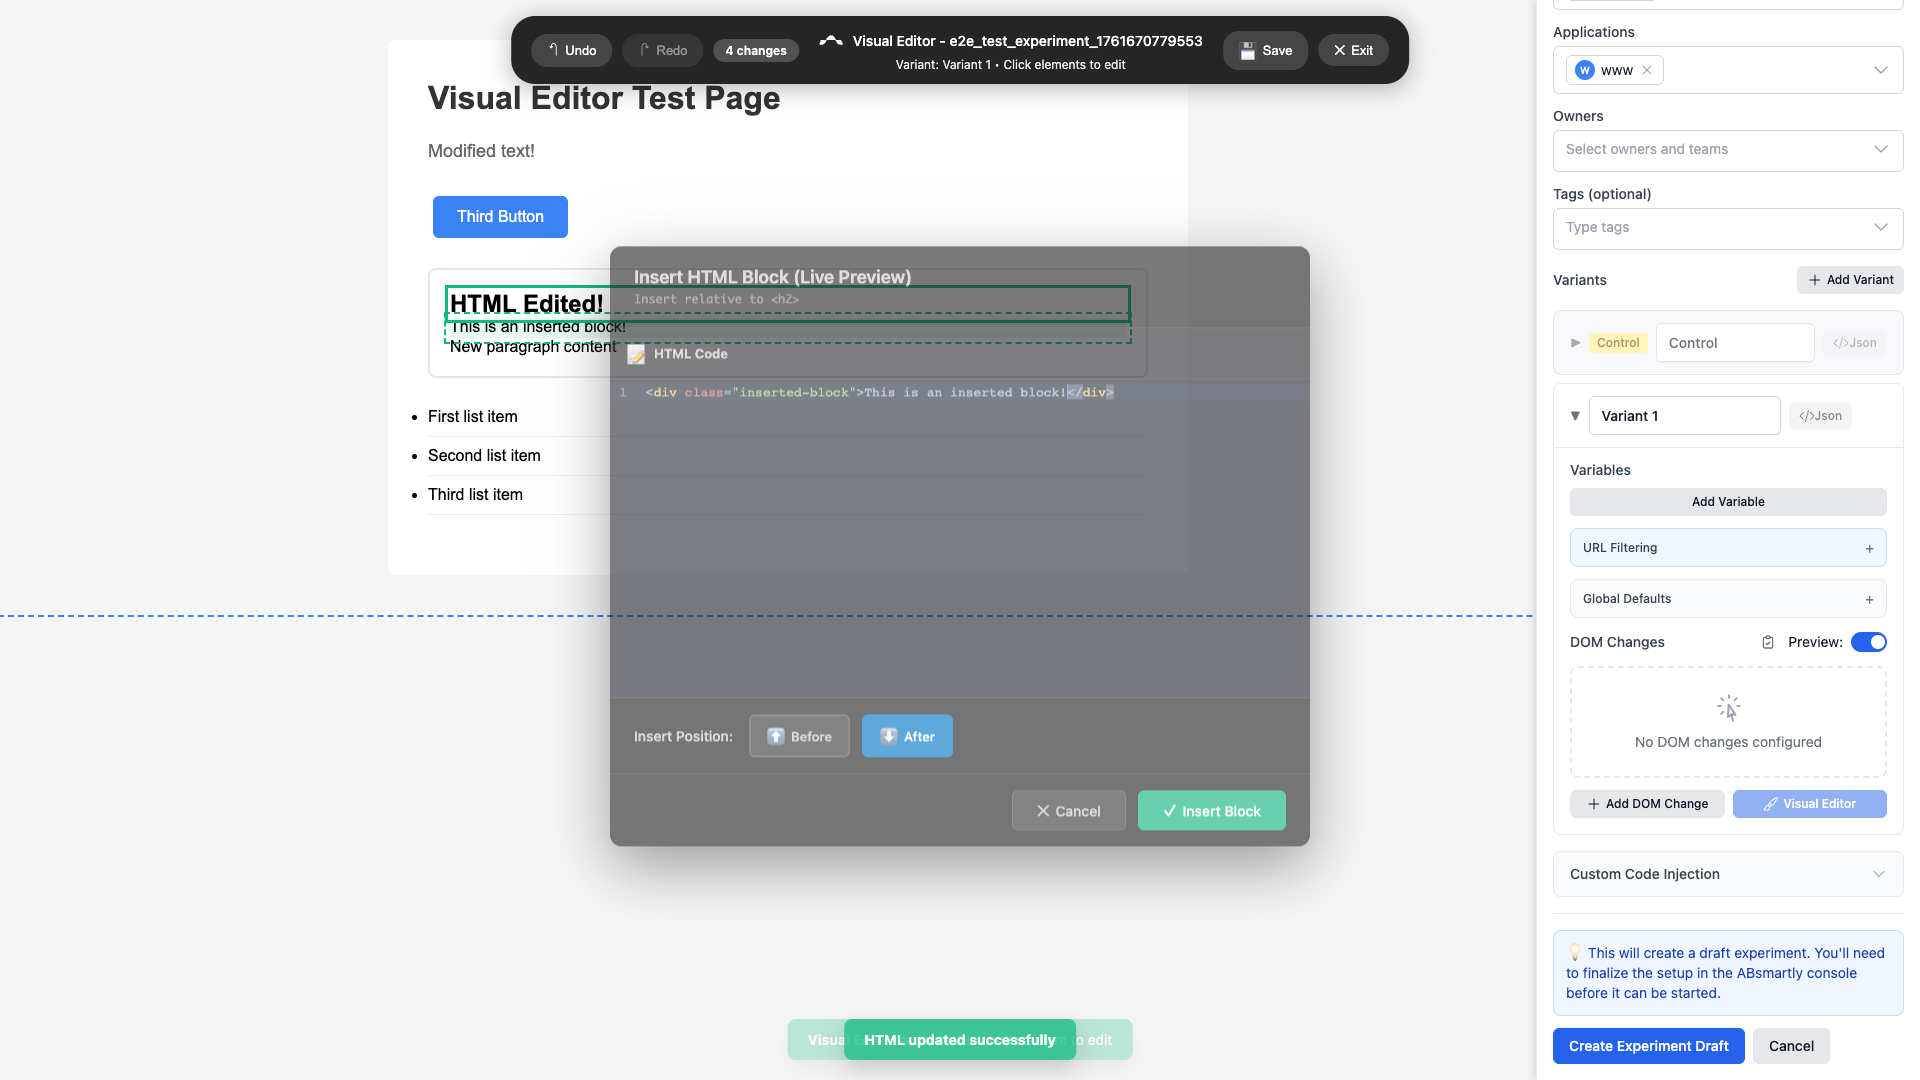 Undo
Redo
4 changes
Visual Editor - e2e_test_experiment_1761670779553
Variant: Variant 1 • Click elements to edit
Save
Exit
Visual Editor Test Page
Modified text!
Third Button
HTML Edited!
This is an inserted block!
New paragraph content
First list item
Second list item
Third list item
Insert HTML Block (Live Preview)
Insert relative to <h2>
HTML Code
1 <div class="inserted-block">This is an inserted block!</div>
Insert Position:
Before
After
Cancel
Insert Block
HTML updated successfully
Visual
to edit
Applications
W www
Owners
Select owners and teams
Tags (optional)
Type tags
Variants
Add Variant
Control
Control
</>Json
Variant 1
</>Json
Variables
Add Variable
URL Filtering +
Global Defaults +
DOM Changes
Preview:
No DOM changes configured
Add DOM Change
Visual Editor
Custom Code Injection
This will create a draft experiment. You'll need
to finalize the setup in the ABsmartly console
before it can be started.
Create Experiment Draft
Cancel